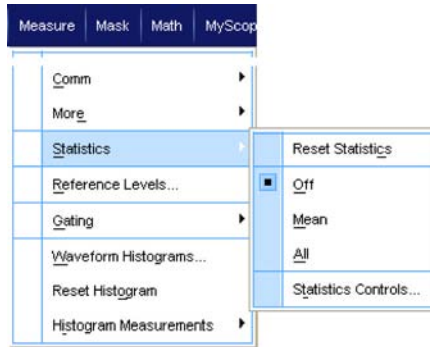 Measure Mask Math MyScop
Comm
More
Statistics
Reference Levels...
Gating
Waveform Histograms...
Reset Histogram
Histogram Measurements
Reset Statistics
Off
Mean
All
Statistics Controls...